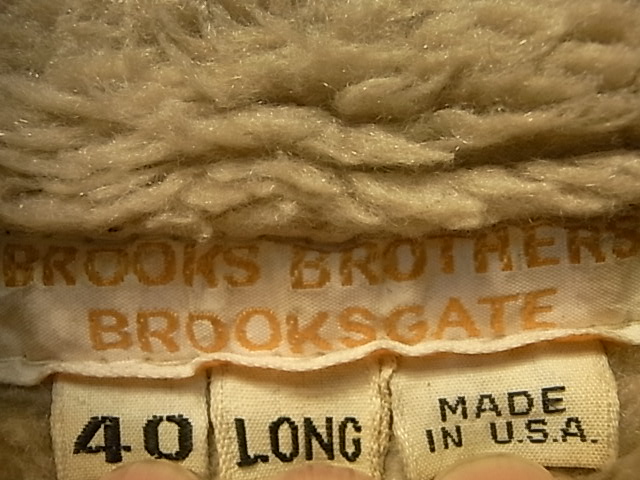 BROOKS BROTHERS
BROOKSGATE
40
LONG
MADE
IN U.S.A.